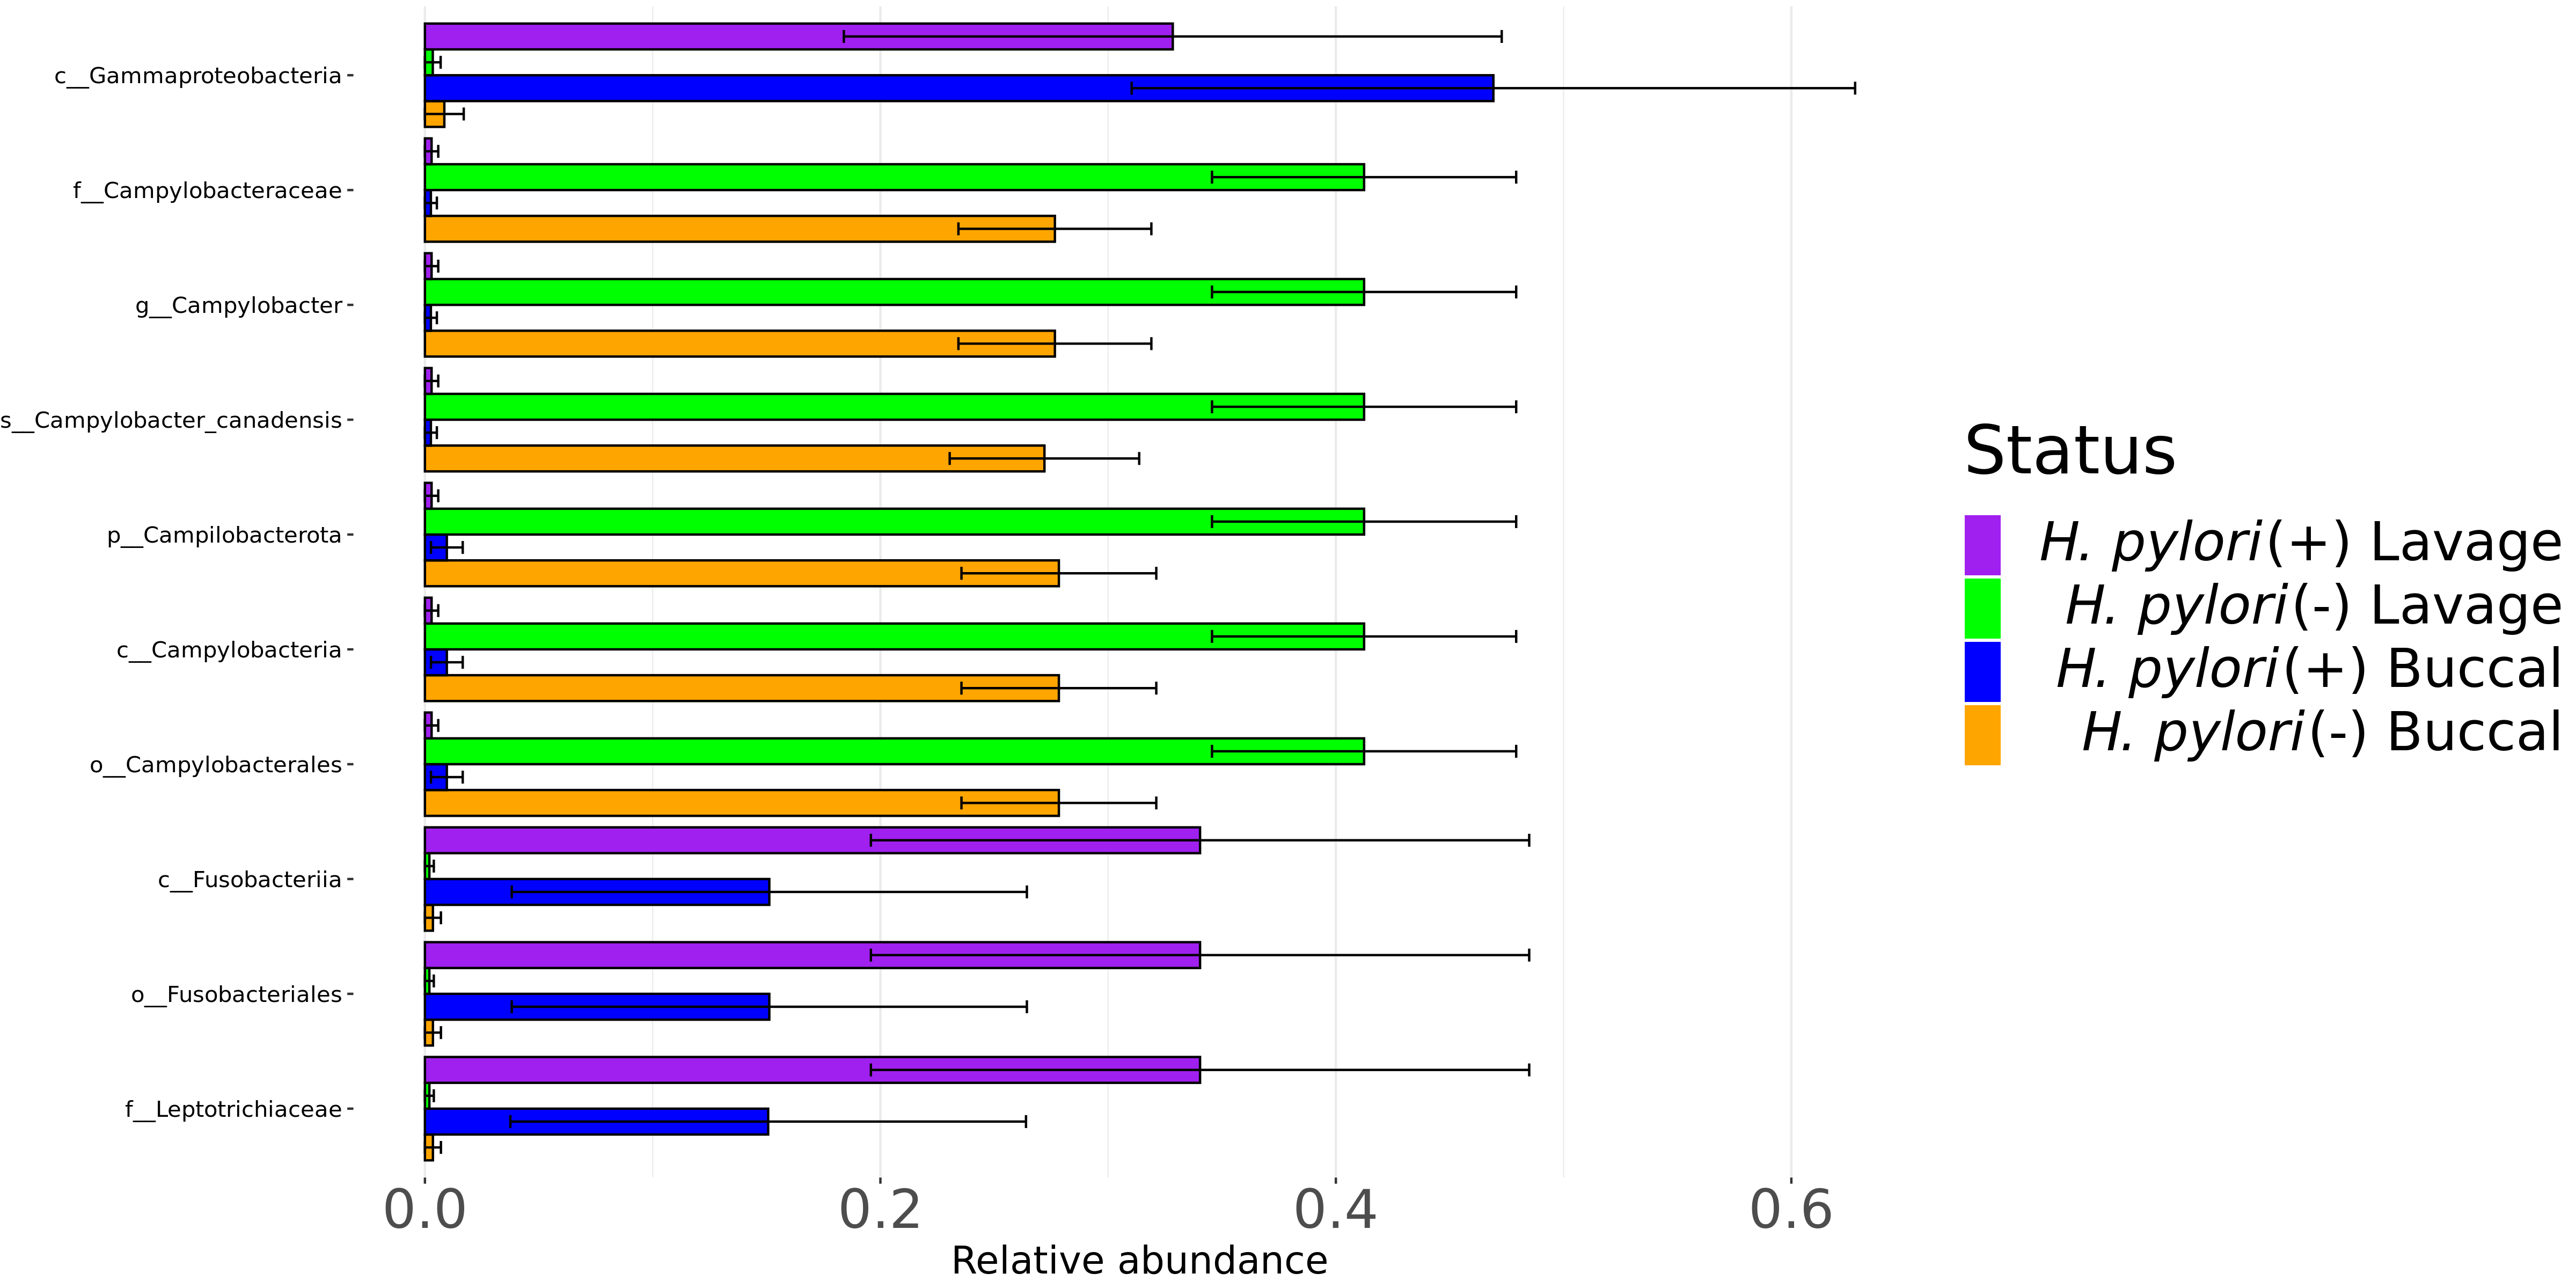 c__Gammaproteobacteria
f__Campylobacteraceae
g__Campylobacter
s__Campylobacter_canadensis
p__Campilobacterota
c__Campylobacteria
o__Campylobacterales
c__Fusobacteriia
o__Fusobacteriales
f__Leptotrichiaceae
0.0 0.2 0.4 0.6
Relative abundance
Status
H. pylori(+) Lavage
H. pylori(-) Lavage
H. pylori(+) Buccal
H. pylori(-) Buccal